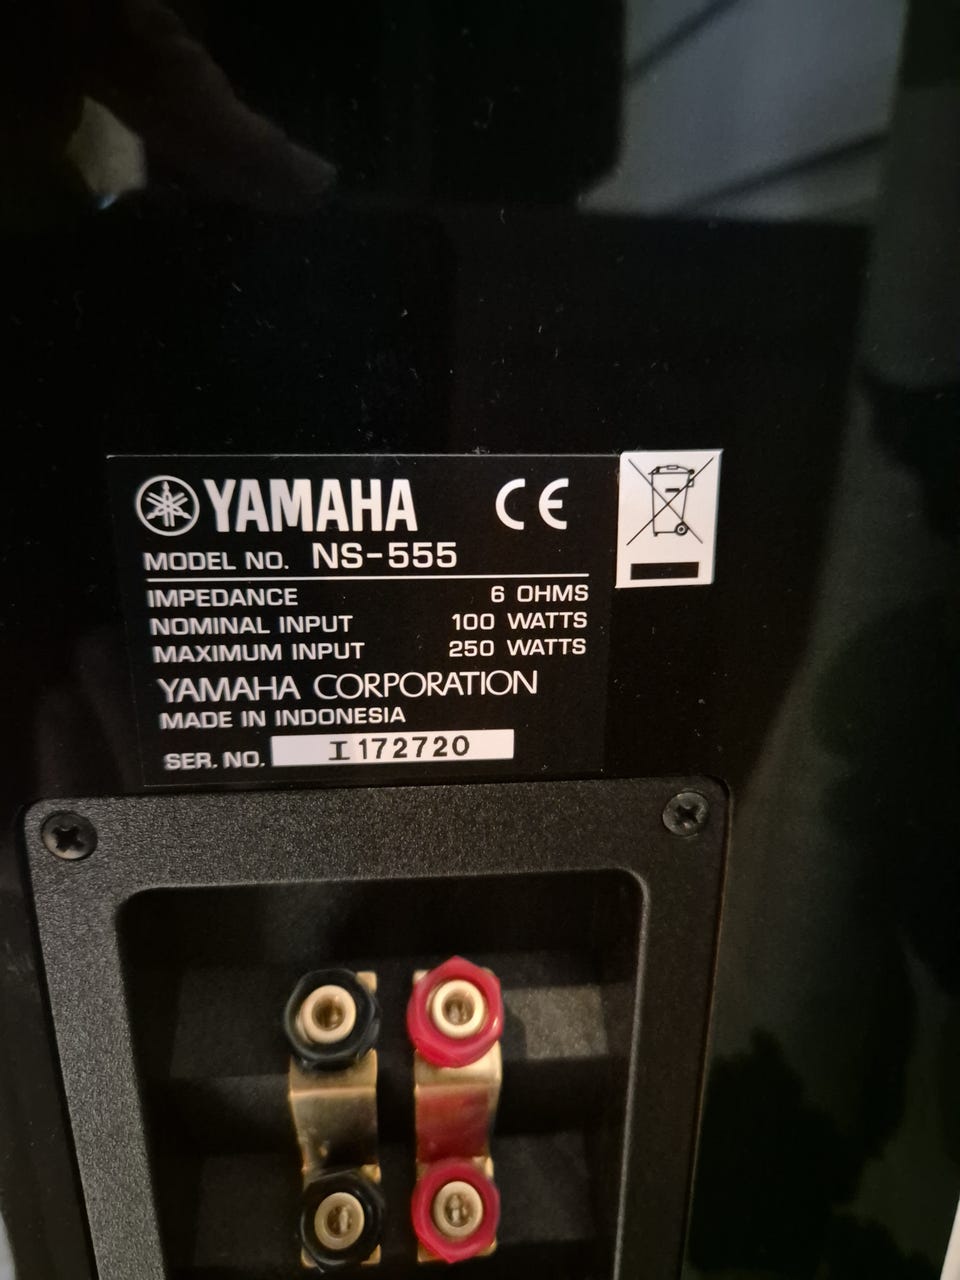 YAMAHA CE
MODEL NO. NS-555
IMPEDANCE 6 OHMS
NOMINAL INPUT 100 WATTS
MAXIMUM INPUT 250 WATTS
YAMAHA CORPORATION
MADE IN INDONESIA
SER. NO. I172720